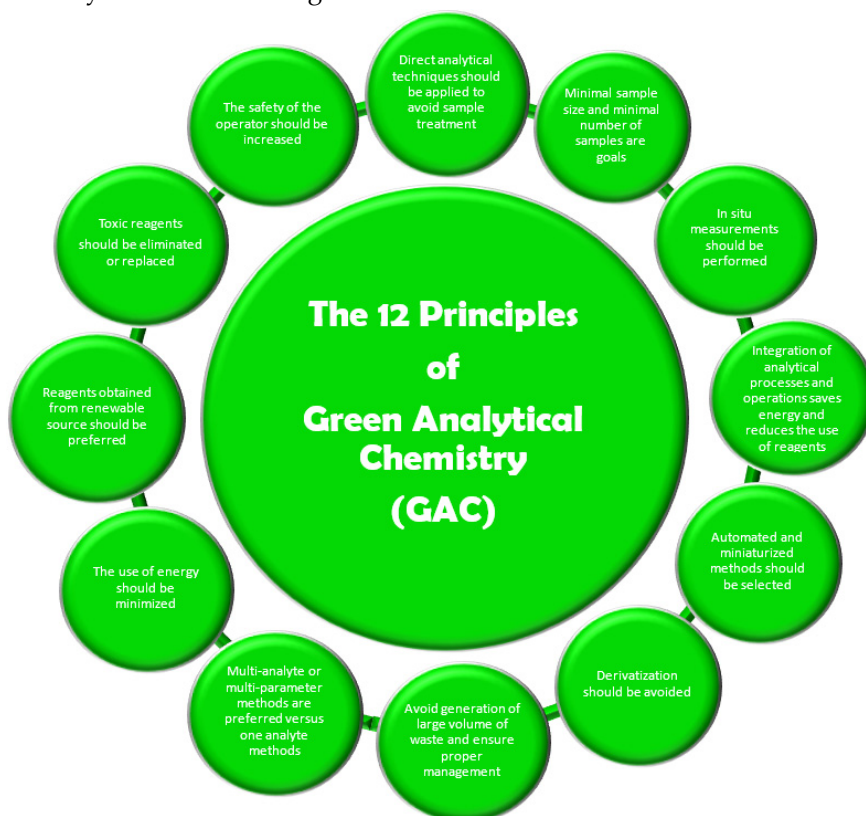 The 12 Principles
of
Green Analytical
Chemistry
(GAC)
Direct analytical
techniques should
be applied to
avoid sample
treatment
Minimal sample
size and minimal
number of
samples are
goals
In situ
measurements
should be
performed
Integration of
analytical
processes and
operations saves
energy and
reduces the use
of reagents
Automated and
miniaturized
methods should
be selected
Derivatization
should be avoided
Avoid generation of
large volume of
waste and ensure
proper
management
Multi-analyte or
multi-parameter
methods are
preferred versus
one analyte
methods
The use of energy
should be
minimized
Reagents obtained
from renewable
source should be
preferred
Toxic reagents
should be eliminated
or replaced
The safety of the
operator should be
increased